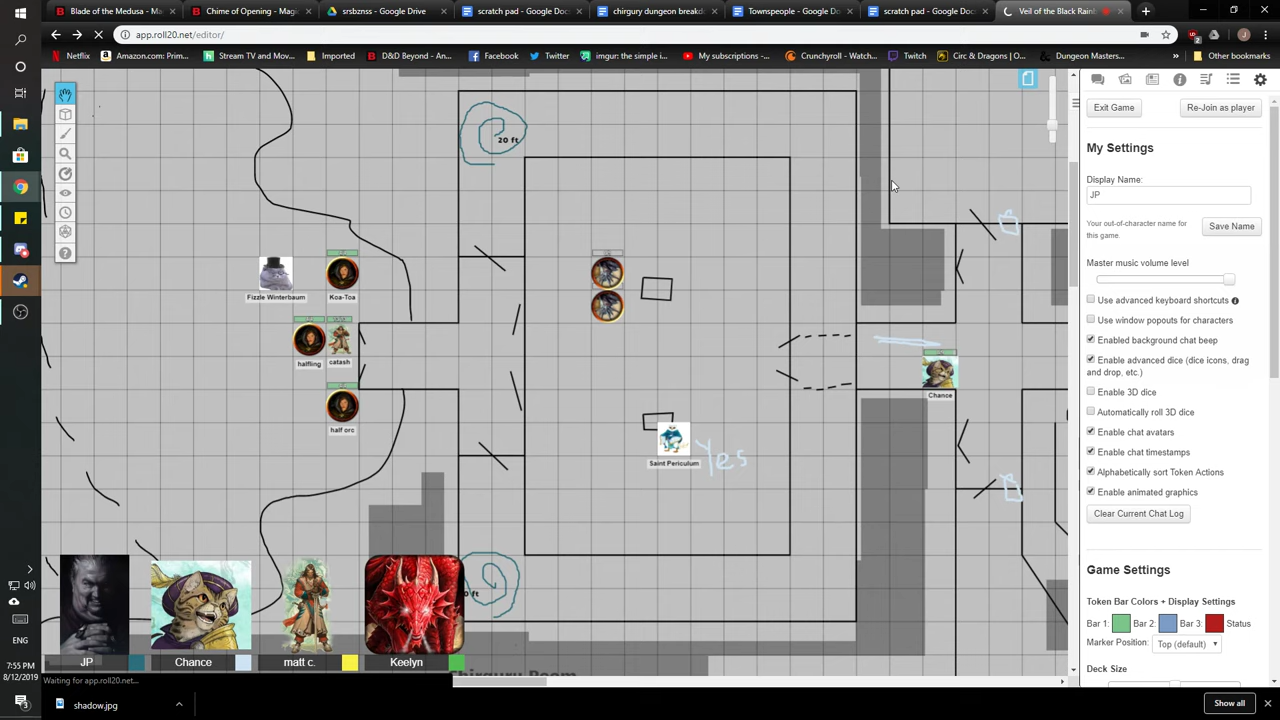 Blade of the Medusa - Mag
Chime of Opening - Magi
srsbznss - Google Drive
scratch pad - Google Docs
chirgury dungeon breakd
Townspeople - Google Do
scratch pad - Google Doc
Veil of the Black Rain
app.roll20.net/editor/
Netflix
Amazon.com: Prim...
Stream TV and Mov...
Imported
D&D Beyond - An...
Facebook
imgur: the simple i...
My subscriptions -...
Crunchyroll - Watch...
Twitch
Circ & Dragons | O...
Dungeon Masters...
Other bookmarks
20 ft
Fizzle Winterbaum
Koa-Toa
halfling
catash
half orc
Saint Periculum
Yes
Chance
0 ft
JP
Chance
matt c.
Keelyn
Chirguru Room
Exit Game
Re-Join as player
My Settings
Display Name:
JP
Your out-of-character name for
this game.
Save Name
Master music volume level
Use advanced keyboard shortcuts
Use window popouts for characters
Enabled background chat beep
Enable advanced dice (dice icons, drag
and drop, etc.)
Enable 3D dice
Automatically roll 3D dice
Enable chat avatars
Enable chat timestamps
Alphabetically sort Token Actions
Enable animated graphics
Clear Current Chat Log
Game Settings
Token Bar Colors + Display Settings
Bar 1:
Bar 2:
Bar 3:
Status
Marker Position:
Top (default)
Deck Size
ENG
7:55 PM
8/12/2019
Waiting for app.roll20.net...
shadow.jpg
Show all